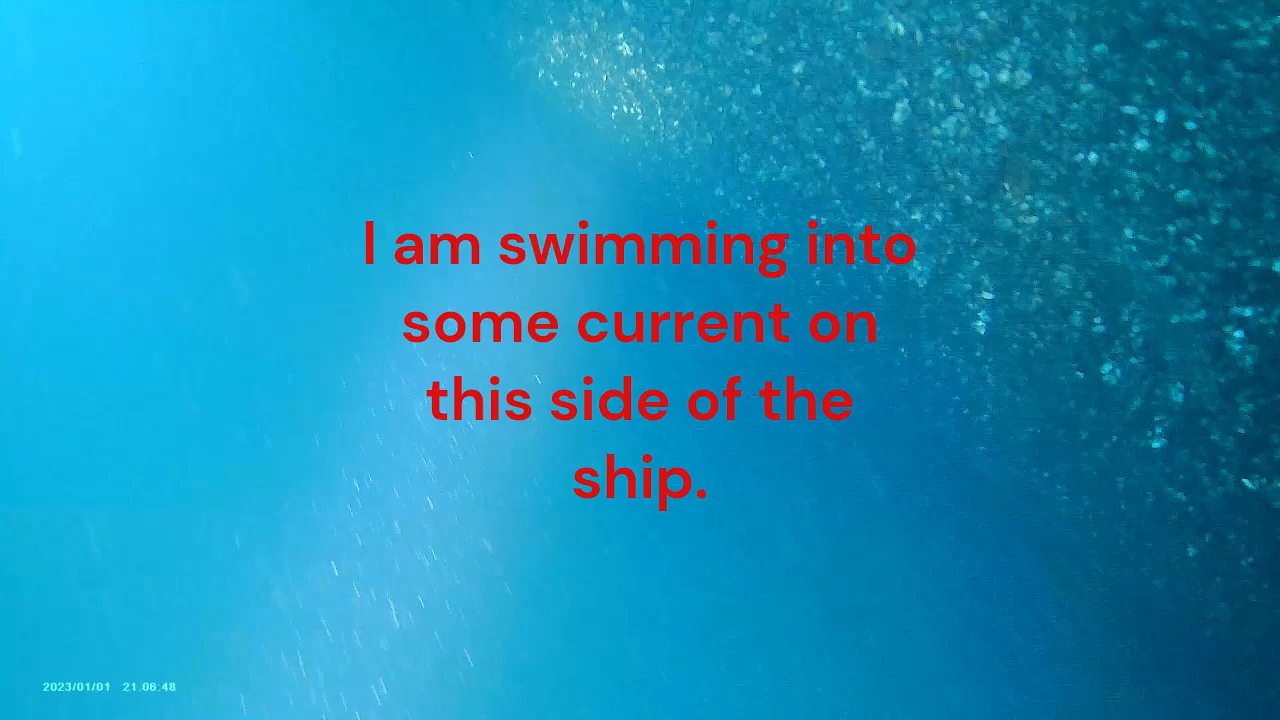 I am swimming into
some current on
this side of the
ship.
2023/01/01 21:06:48